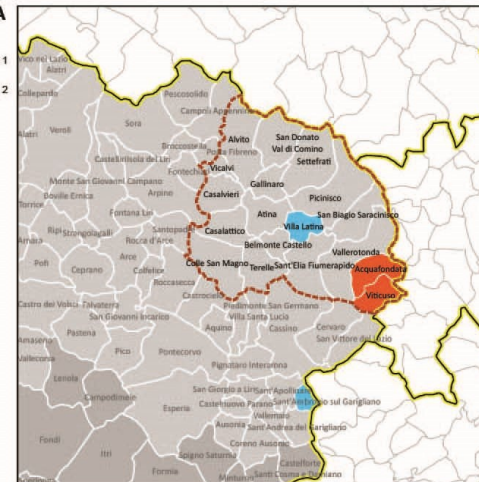 A
1
2
Vico nel Lazio
Alatri
Collepardo
Pescosolido
Campoli Appennino
Alatri
Veroli
Sora
Alvito
San Donato
Val di Comino
Broccostella
Posta Fibreno
Settefrati
Castelliri
Isola del Liri
Fontechiari
Vicalvi
Monte San Giovanni Campano
Gallinaro
Boville Ernica
Arpino
Casalvieri
Picinisco
Torrice
Fontana Liri
Atina
San Biagio Saracinisco
Ripi
Strangolagalli
Santopadre
Casalattico
Villa Latina
Arnara
Rocca d'Arce
Belmonte Castello
Pofi
Arce
Vallerotonda
Ceprano
Colfelice
Colle San Magno
Terelle
Sant'Elia Fiumerapido
Acquafondata
Roccasecca
Castro dei Volsci
Falvaterra
Castrocielo
Viticuso
San Giovanni Incarico
Piedimonte San Germano
Villa Santa Lucia
Amaseno
Pastena
Aquino
Cassino
Cervaro
San Vittore del Lazio
Vallecorsa
Pico
Pontecorvo
Pignataro Interamna
Lenola
San Giorgio a Liri
Sant'Apollinare
Campodimele
Castelnuovo Parano
Sant'Ambrogio sul Garigliano
Esperia
Vallemaio
Ausonia
Sant'Andrea del Garigliano
Fondi
Coreno Ausonio
Itri
Spigno Saturnia
Castelforte
Formia
Santi Cosma e Damiano
Minturno